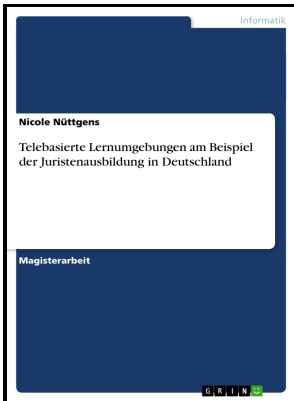 Informatik
Nicole Nüttgens
Telebasierte Lernumgebungen am Beispiel
der Juristenausbildung in Deutschland
Magisterarbeit
GRIN